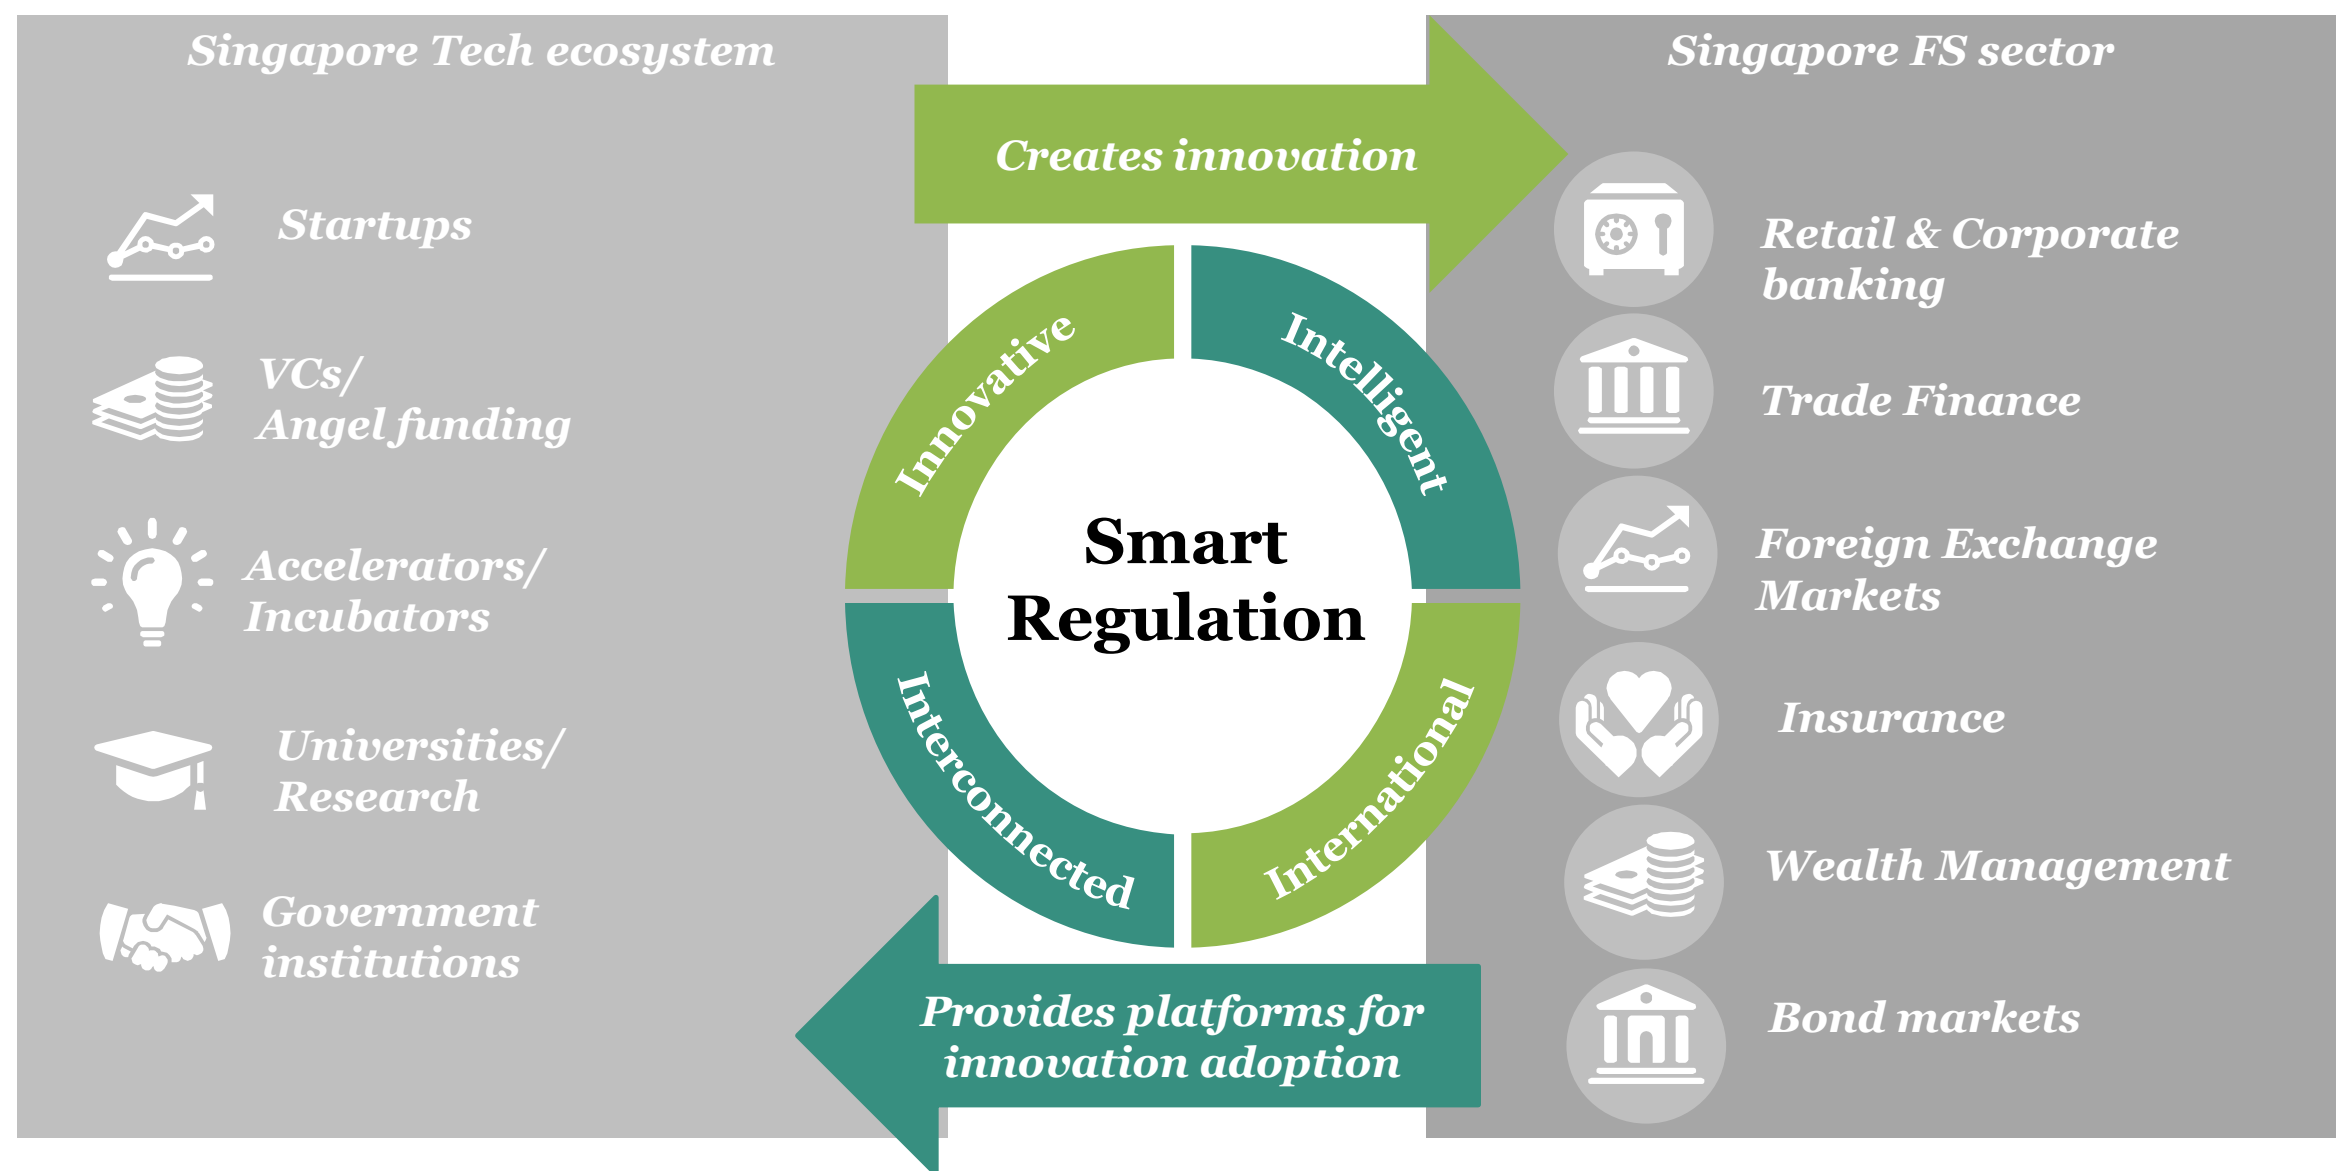 Singapore Tech ecosystem
Startups
VCs/
Angel funding
Accelerators/
Incubators
Universities/
Research
Government
institutions
Creates innovation
Innovative
Intelligent
Smart
Regulation
Interconnected
International
Provides platforms for
innovation adoption
Singapore FS sector
Retail & Corporate
banking
Trade Finance
Foreign Exchange
Markets
Insurance
Wealth Management
Bond markets